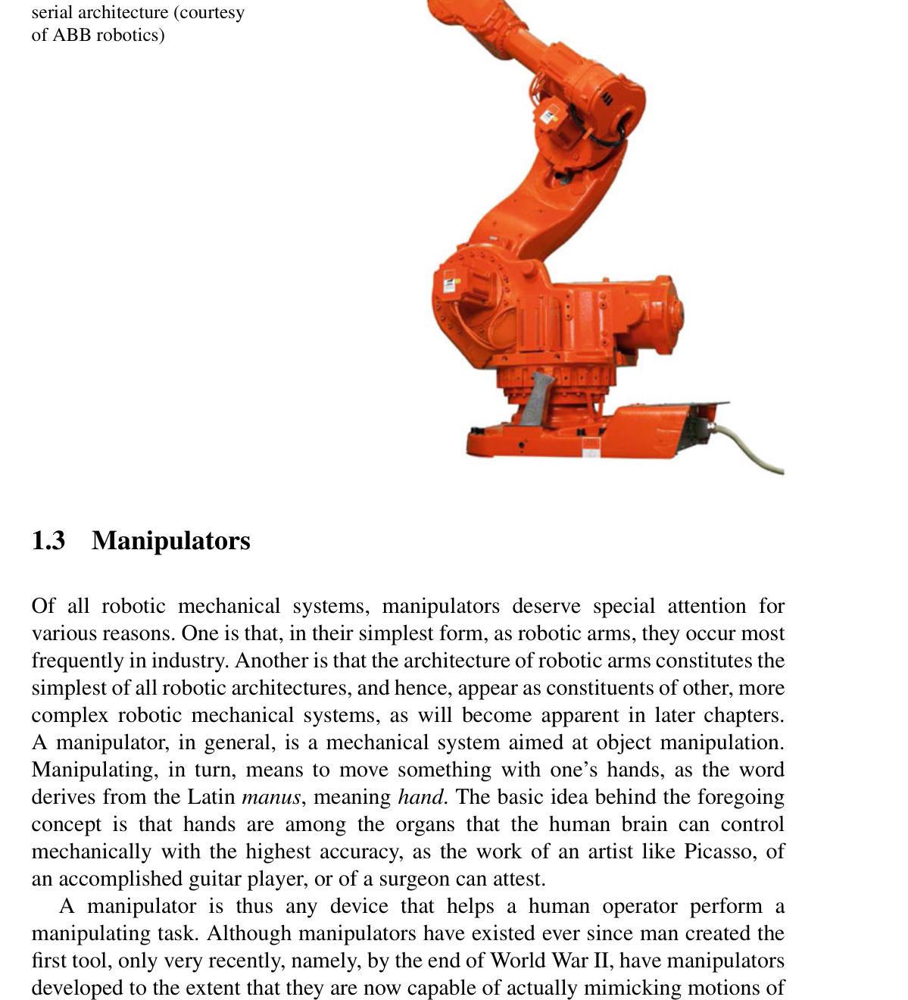 serial architecture (courtesy
of ABB robotics)
ABB
1.3 Manipulators
Of all robotic mechanical systems, manipulators deserve special attention for
various reasons. One is that, in their simplest form, as robotic arms, they occur most
frequently in industry. Another is that the architecture of robotic arms constitutes the
simplest of all robotic architectures, and hence, appear as constituents of other, more
complex robotic mechanical systems, as will become apparent in later chapters.
A manipulator, in general, is a mechanical system aimed at object manipulation.
Manipulating, in turn, means to move something with one’s hands, as the word
derives from the Latin manus, meaning hand. The basic idea behind the foregoing
concept is that hands are among the organs that the human brain can control
mechanically with the highest accuracy, as the work of an artist like Picasso, of
an accomplished guitar player, or of a surgeon can attest.
A manipulator is thus any device that helps a human operator perform a
manipulating task. Although manipulators have existed ever since man created the
first tool, only very recently, namely, by the end of World War II, have manipulators
developed to the extent that they are now capable of actually mimicking motions of